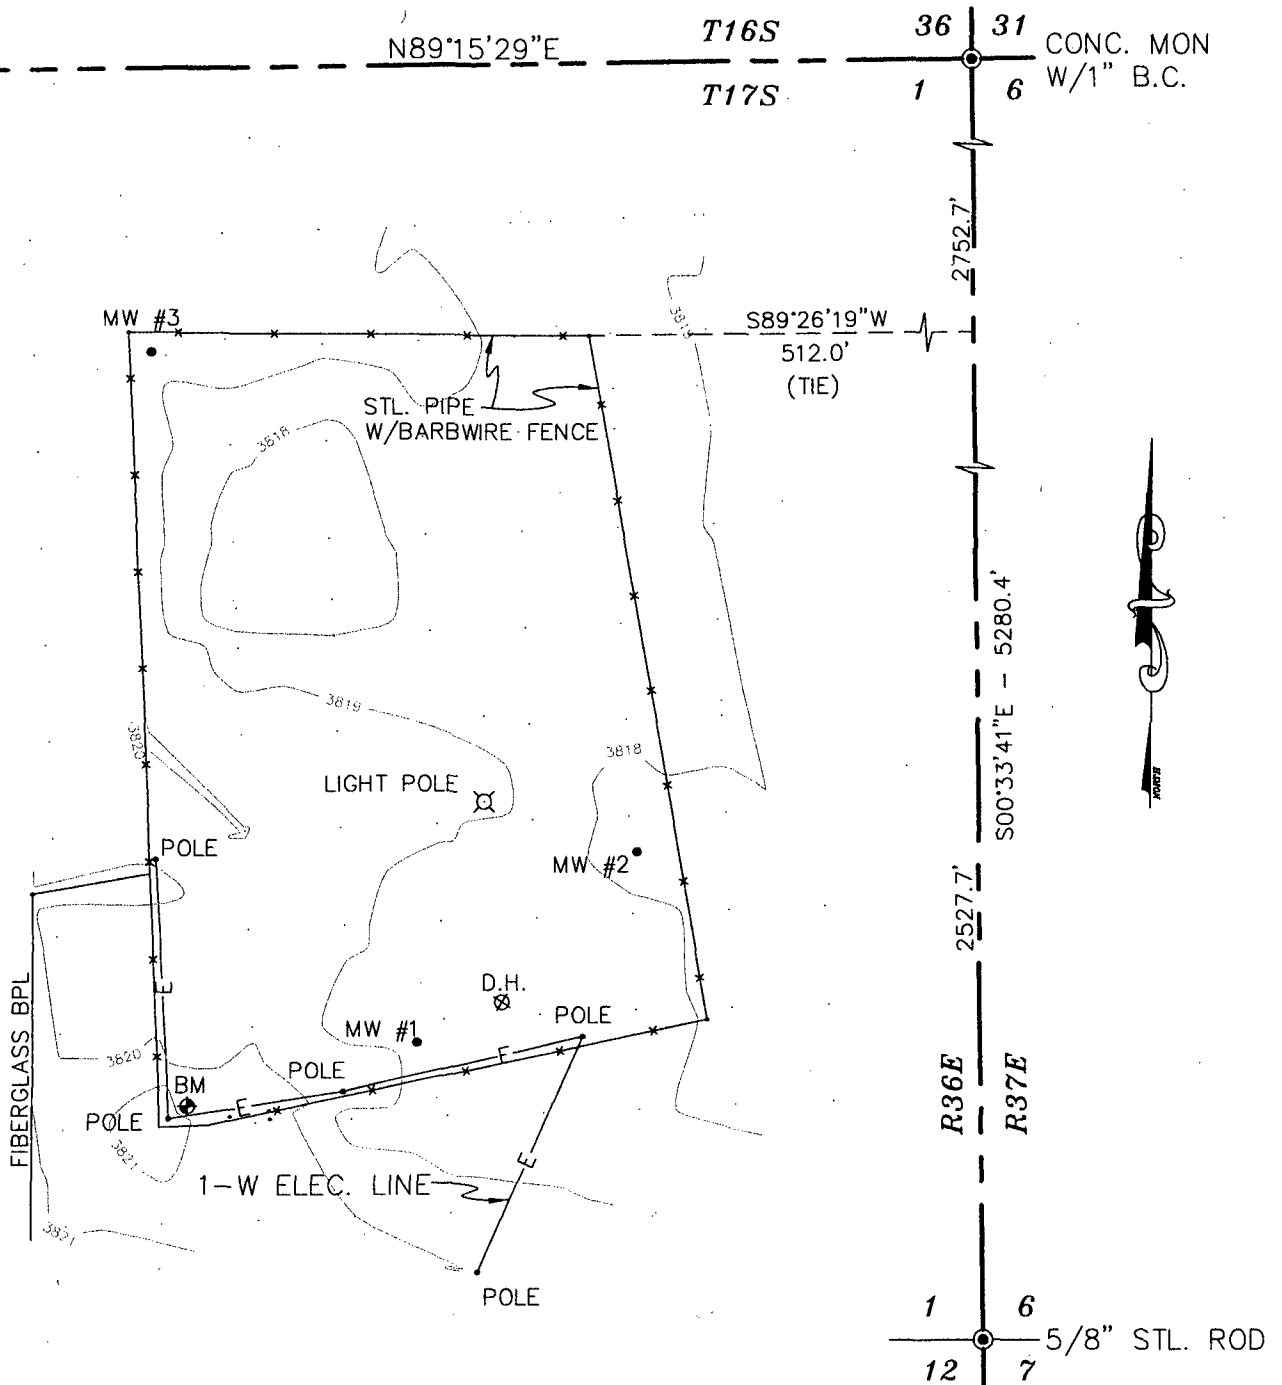 T16S
36
31
N89°15'29"E
CONC. MON
W/1" B.C.
T17S
1
6
2752.7'
MW #3
3818
S89°26'19"W
512.0'
(TIE)
STL. PIPE
W/BARBWIRE FENCE
3818
S00°33'41"E - 5280.4'
3819
3820
3818
LIGHT POLE
POLE
MW #2
2527.7'
FIBERGLASS BPL
E
D.H.
MW #1
POLE
E
3820
POLE
BM
POLE
E
R36E
R37E
3821
1-W ELEC. LINE
E
3821
POLE
1
6
5/8" STL. ROD
12
7